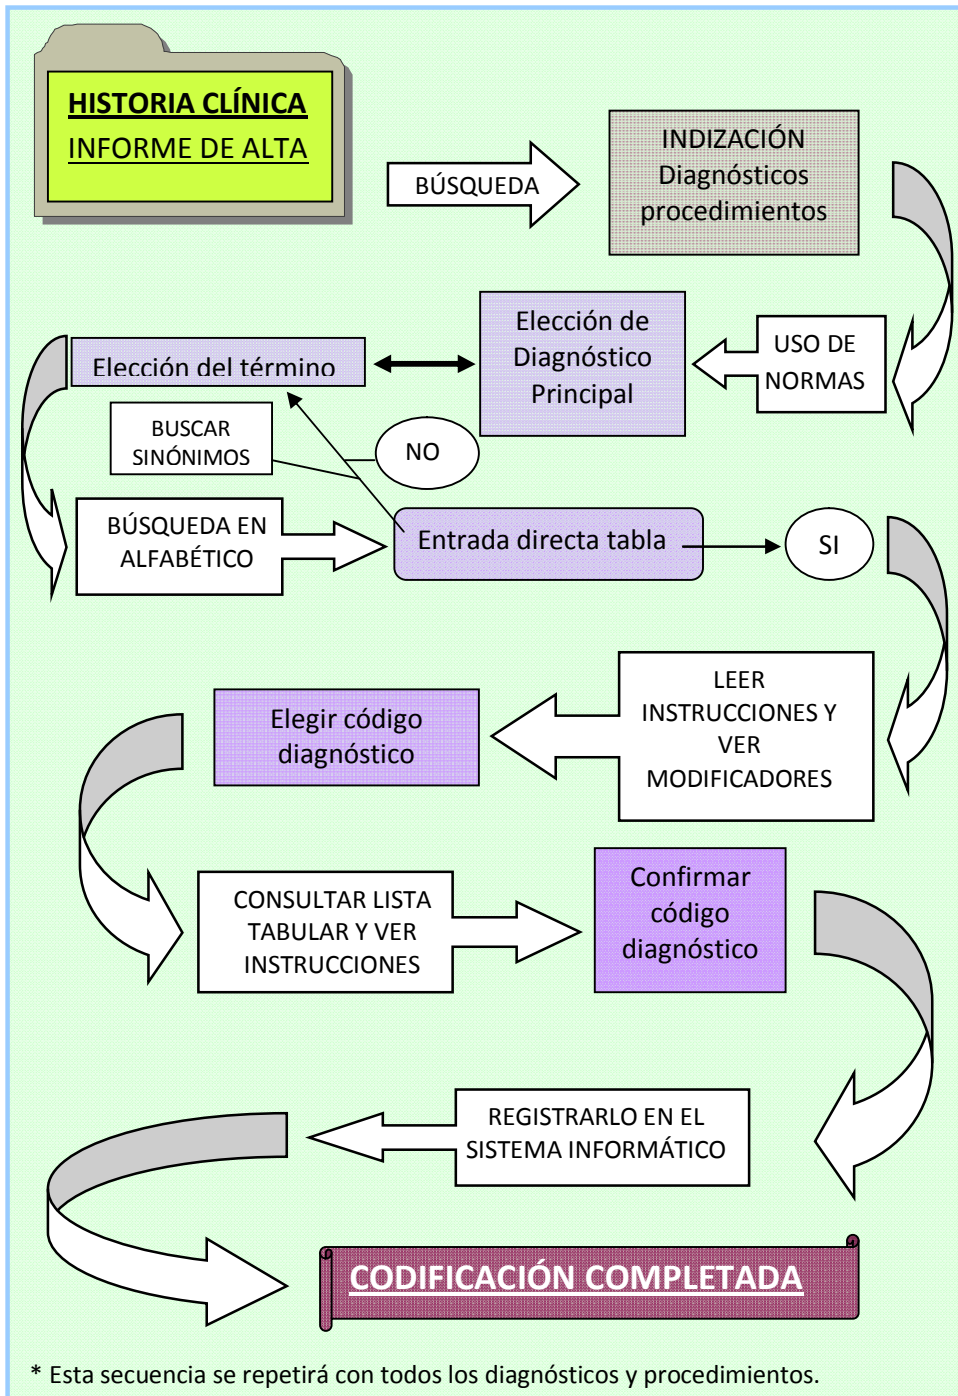 HISTORIA CLÍNICA
INFORME DE ALTA
BÚSQUEDA
INDIZACIÓN
Diagnósticos
procedimientos
USO DE
NORMAS
Elección de
Diagnóstico
Principal
Elección del término
BUSCAR
SINÓNIMOS
NO
BÚSQUEDA EN
ALFABÉTICO
Entrada directa tabla
SI
LEER
INSTRUCCIONES Y
VER
MODIFICADORES
Elegir código
diagnóstico
CONSULTAR LISTA
TABULAR Y VER
INSTRUCCIONES
Confirmar
código
diagnóstico
REGISTRARLO EN EL
SISTEMA INFORMÁTICO
CODIFICACIÓN COMPLETADA
* Esta secuencia se repetirá con todos los diagnósticos y procedimientos.